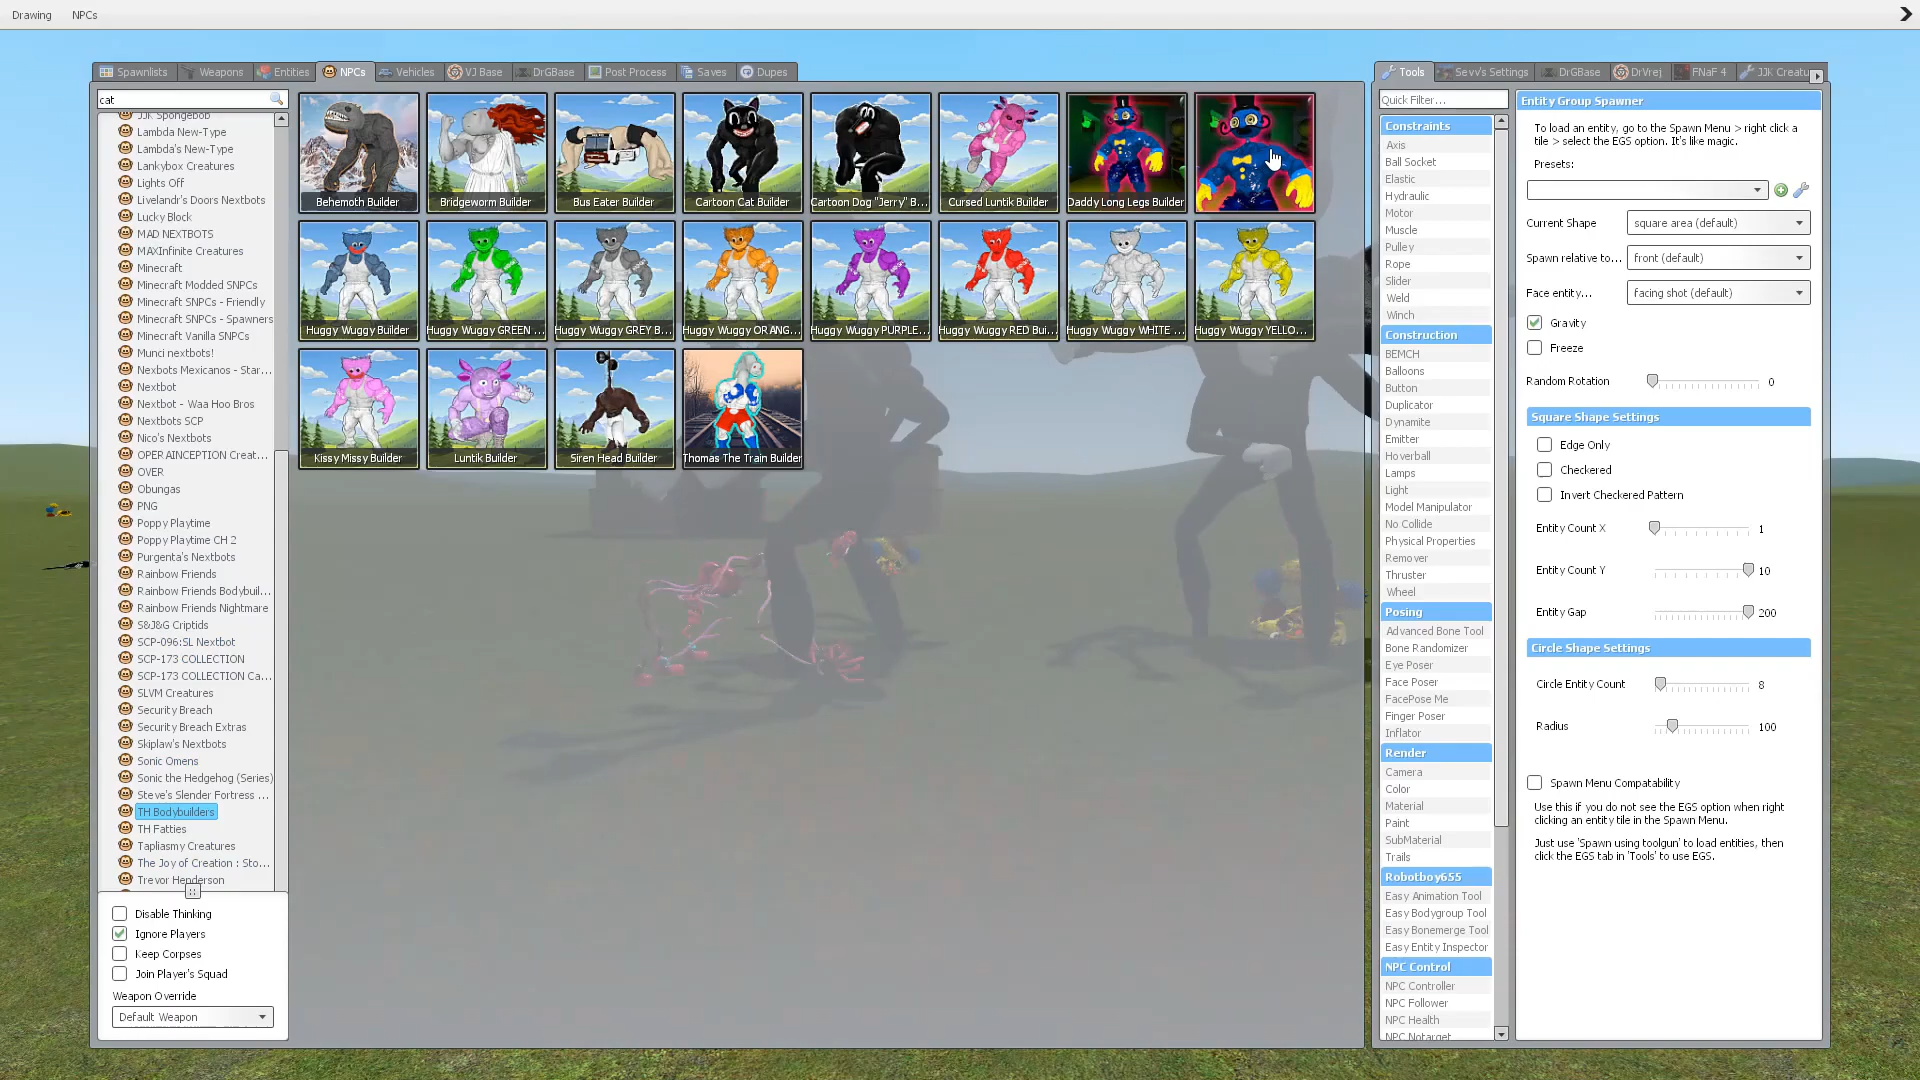 Drawing NPCs
Spawnlists Weapons Entities NPCs Vehicles VJ Base DrGBase Post Process Saves Dupes
cat
JJK Spongebob
Lambda New-Type
Lambda's New-Type
Lankybox Creatures
Lights Off
Livelandr's Doors Nextbots
Lucky Block
MAD NEXTBOTS
MAXInfinite Creatures
Minecraft
Minecraft Modded SNPCs
Minecraft SNPCs - Friendly
Minecraft SNPCs - Spawners
Minecraft Vanilla SNPCs
Munci nextbots!
Nexbots Mexicanos - Star...
Nextbot
Nextbot - Waa Hoo Bros
Nextbots SCP
Nico's Nextbots
OPERAINCEPTION Creat...
OVER
Obungas
PNG
Poppy Playtime
Poppy Playtime CH 2
Purgenta's Nextbots
Rainbow Friends
Rainbow Friends Bodybuil...
Rainbow Friends Nightmare
S&J&G Criptids
SCP-096:SL Nextbot
SCP-173 COLLECTION
SCP-173 COLLECTION Ca...
SLVM Creatures
Security Breach
Security Breach Extras
Skiplaw's Nextbots
Sonic Omens
Sonic the Hedgehog (Series)
Steve's Slender Fortress ...
TH Bodybuilders
TH Fatties
Tapliasmy Creatures
The Joy of Creation : Sto...
Trevor Henderson
Disable Thinking
Ignore Players
Keep Corpses
Join Player's Squad
Weapon Override
Default Weapon
Behemoth Builder
Bridgeworm Builder
Bus Eater Builder
Cartoon Cat Builder
Cartoon Dog "Jerry" B...
Cursed Luntik Builder
Daddy Long Legs Builder
Huggy Wuggy Builder
Huggy Wuggy GREEN ...
Huggy Wuggy GREY B...
Huggy Wuggy ORANG...
Huggy Wuggy PURPLE...
Huggy Wuggy RED Bui...
Huggy Wuggy WHITE ...
Huggy Wuggy YELLO...
Kissy Missy Builder
Luntik Builder
Siren Head Builder
Thomas The Train Builder
Tools Sevv's Settings DrGBase DrVrej FNaF 4 JJK Creatu
Quick Filter...
Constraints
Axis
Ball Socket
Elastic
Hydraulic
Motor
Muscle
Pulley
Rope
Slider
Weld
Winch
Construction
BEMCH
Balloons
Button
Duplicator
Dynamite
Emitter
Hoverball
Lamps
Light
Model Manipulator
No Collide
Physical Properties
Remover
Thruster
Wheel
Posing
Advanced Bone Tool
Bone Randomizer
Eye Poser
Face Poser
FacePose Me
Finger Poser
Inflator
Render
Camera
Color
Material
Paint
SubMaterial
Trails
Robotboy655
Easy Animation Tool
Easy Bodygroup Tool
Easy Bonemerge Tool
Easy Entity Inspector
NPC Control
NPC Controller
NPC Follower
NPC Health
NPC Notarget
Entity Group Spawner
To load an entity, go to the Spawn Menu > right click a
tile > select the EGS option. It's like magic.
Presets:
Current Shape square area (default)
Spawn relative to... front (default)
Face entity... facing shot (default)
Gravity
Freeze
Random Rotation 0
Square Shape Settings
Edge Only
Checkered
Invert Checkered Pattern
Entity Count X 1
Entity Count Y 10
Entity Gap 200
Circle Shape Settings
Circle Entity Count 8
Radius 100
Spawn Menu Compatability
Use this if you do not see the EGS option when right
clicking an entity tile in the Spawn Menu.
Just use 'Spawn using toolgun' to load entities, then
click the EGS tab in 'Tools' to use EGS.